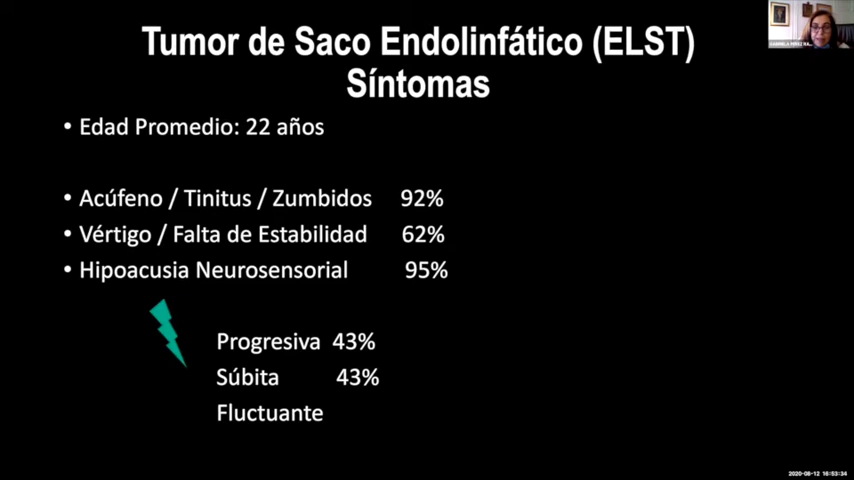 Tumor de Saco Endolinfático (ELST)
Síntomas
• Edad Promedio: 22 años
• Acúfeno / Tinitus / Zumbidos 92%
• Vértigo / Falta de Estabilidad 62%
• Hipoacusia Neurosensorial 95%
Progresiva 43%
Súbita 43%
Fluctuante
2020-08-12 16:53:34